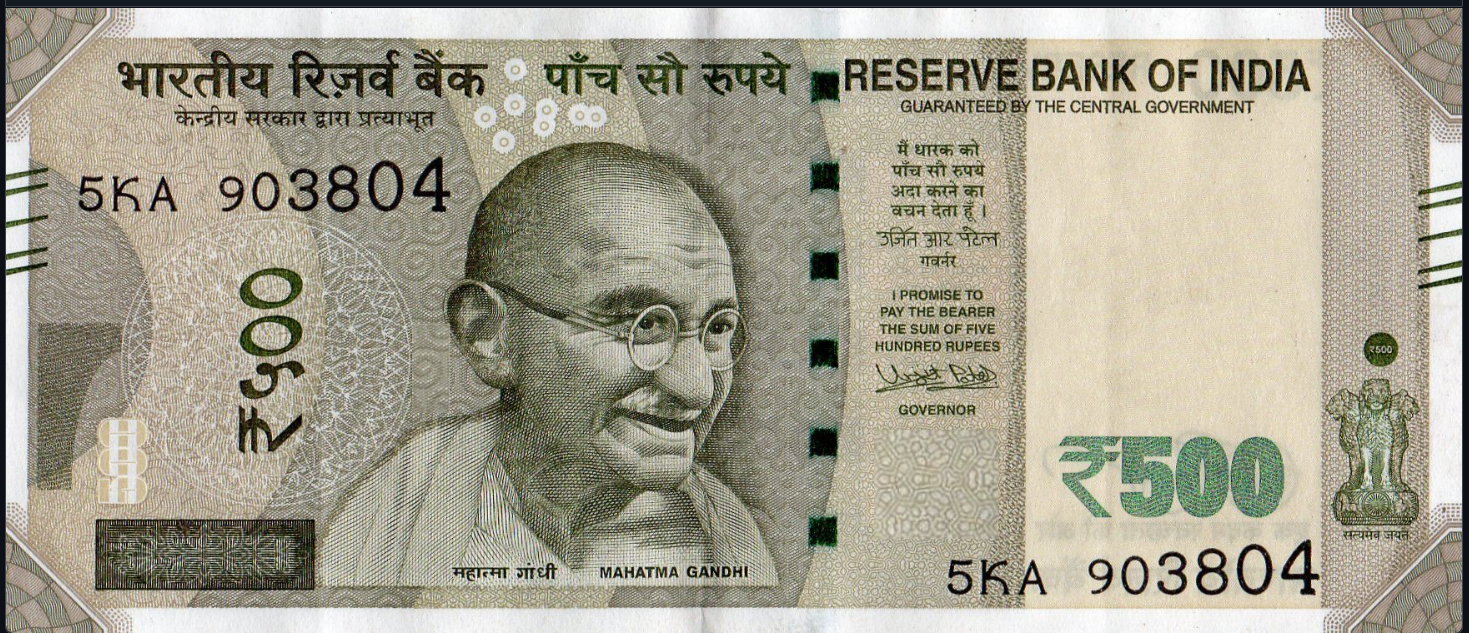 भारतीय रिज़र्व बैंक
केन्द्रीय सरकार द्वारा प्रत्याभूत
पाँच सौ रुपये
RESERVE BANK OF INDIA
GUARANTEED BY THE CENTRAL GOVERNMENT
5KA 903804
₹५००
मैं धारक को
पाँच सौ रुपये
अदा करने का
वचन देता हूँ।
उर्जित आर पटेल
गवर्नर
I PROMISE TO
PAY THE BEARER
THE SUM OF FIVE
HUNDRED RUPEES
GOVERNOR
₹500
₹500
सत्यमेव जयते
महात्मा गांधी
MAHATMA GANDHI
5KA 903804